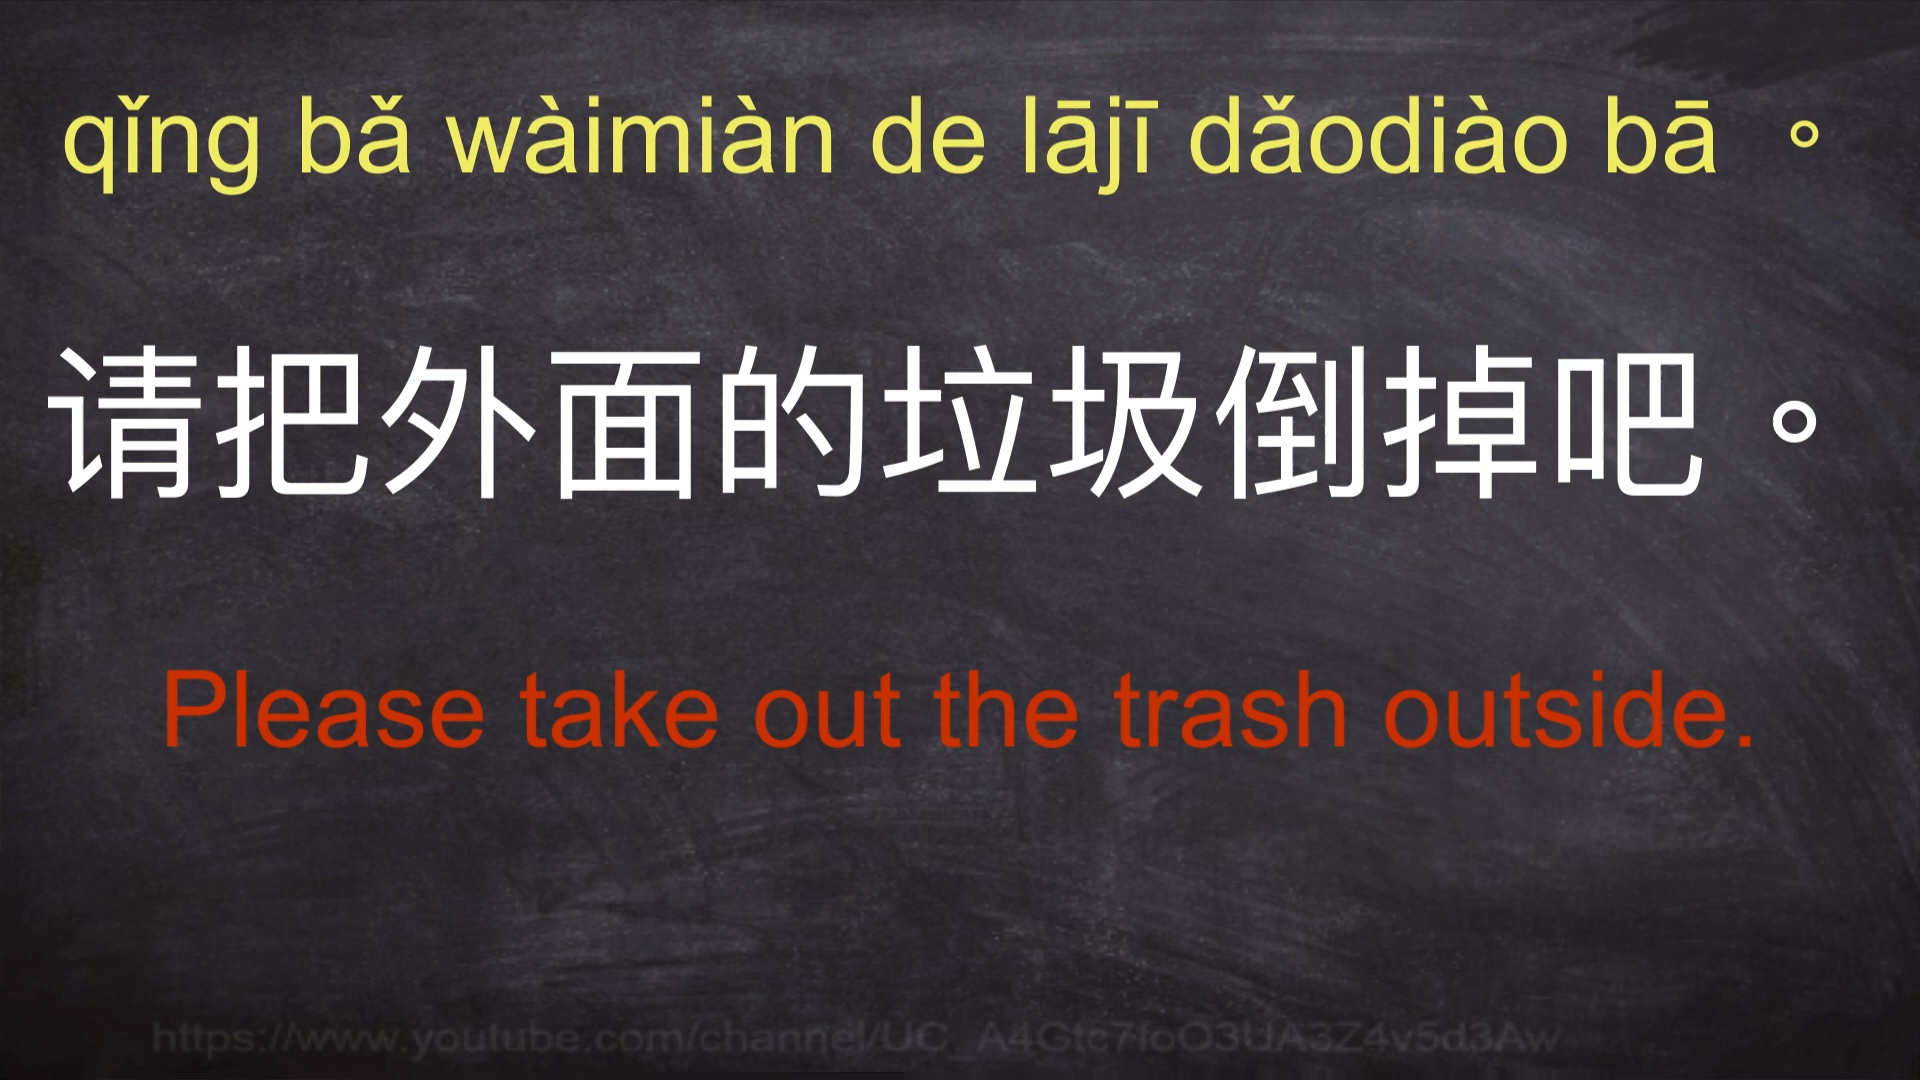 qǐng bǎ wàimiàn de lājī dǎodiào bā 。
请把外面的垃圾倒掉吧。
Please take out the trash outside.
https://www.youtube.com/channel/UC_A4Gtc7foO3UA3Z4v5d3Aw